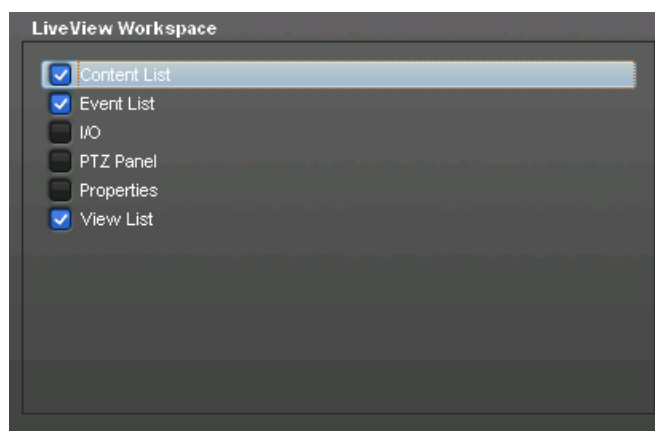 LiveView Workspace
Content List
Event List
I/O
PTZ Panel
Properties
View List